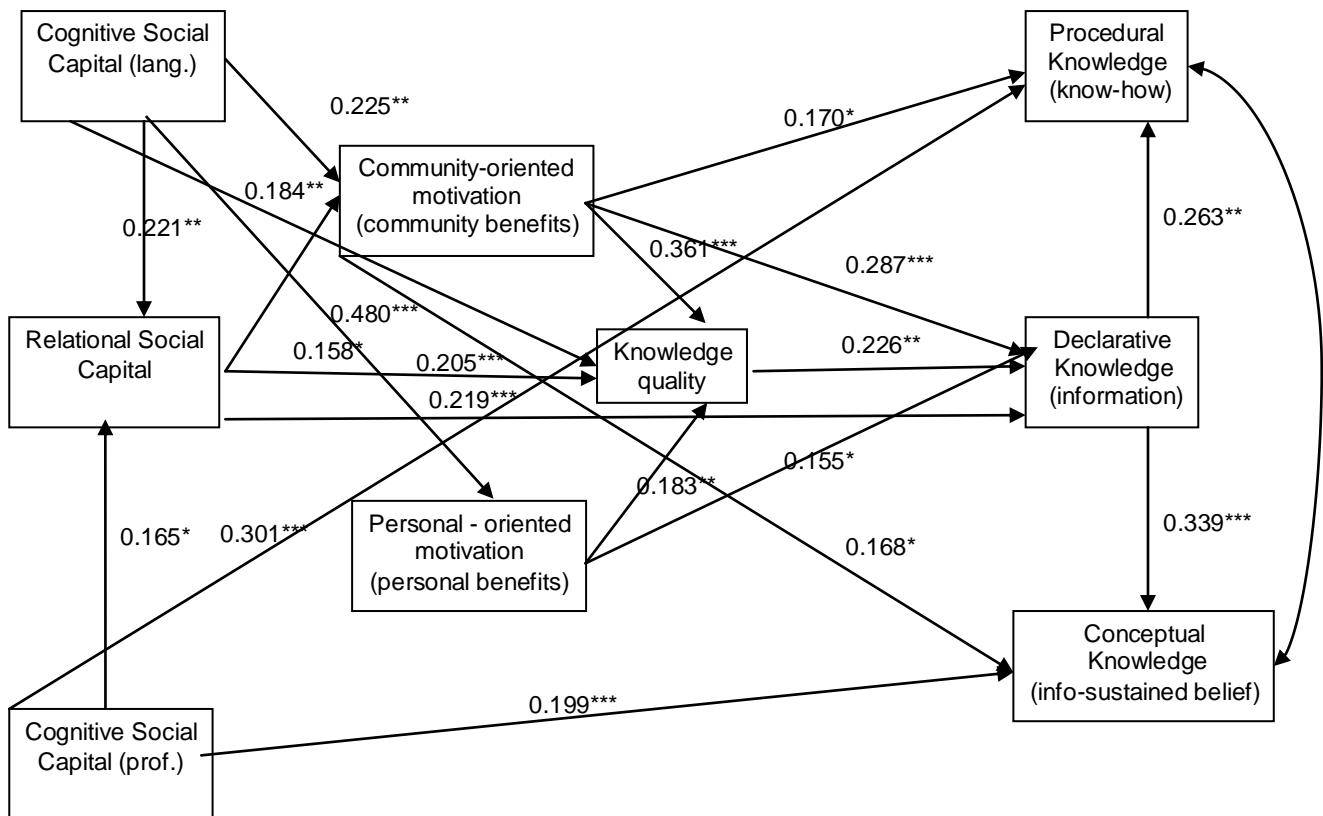 Cognitive Social
Capital (lang.)
Procedural
Knowledge
(know-how)
0.225**
0.170*
Community-oriented
motivation
(community benefits)
0.184**
0.221**
0.263**
0.361***
0.287***
0.480***
Relational Social
Capital
0.158*
0.205***
Knowledge
quality
0.226**
Declarative
Knowledge
(information)
0.219***
0.155*
0.183**
Personal - oriented
motivation
(personal benefits)
0.165*
0.301***
0.168*
0.339***
Conceptual
Knowledge
(info-sustained belief)
0.199***
Cognitive Social
Capital (prof.)